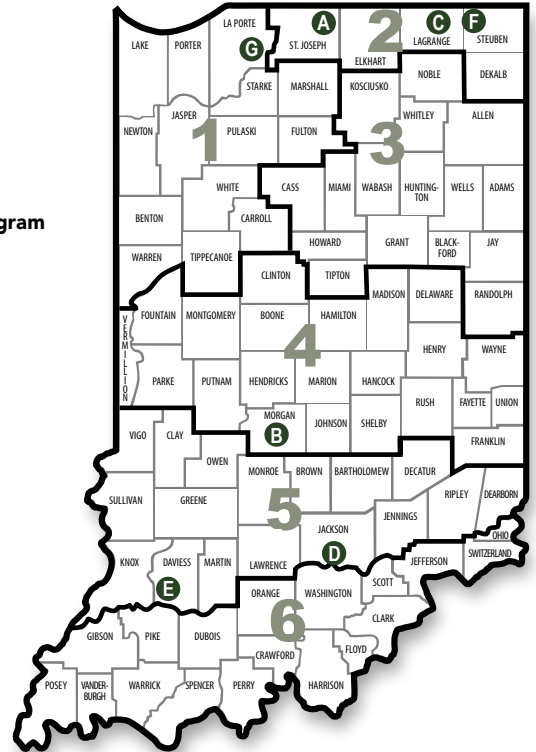 LA PORTE
A
2
C
F
LAKE
PORTER
ST. JOSEPH
LAGRANGE
STEUBEN
G
ELKHART
STARKE
MARSHALL
KOSCIUSKO
NOBLE
DEKALB
JASPER
NEWTON
1
PULASKI
FULTON
3
WHITLEY
ALLEN
WHITE
CASS
MIAMI
WABASH
HUNTING-
TON
WELLS
ADAMS
gram
BENTON
CARROLL
HOWARD
GRANT
BLACK-
FORD
JAY
WARREN
TIPPECANOE
CLINTON
TIPTON
MADISON
DELAWARE
RANDOLPH
VERMILLION
FOUNTAIN
MONTGOMERY
BOONE
HAMILTON
4
HENRY
WAYNE
PARKE
PUTNAM
HENDRICKS
MARION
HANCOCK
RUSH
FAYETTE
UNION
MORGAN
B
JOHNSON
SHELBY
FRANKLIN
VIGO
CLAY
OWEN
MONROE
BROWN
BARTHOLOMEW
DECATUR
SULLIVAN
GREENE
5
RIPLEY
DEARBORN
JACKSON
JENNINGS
D
OHIO
KNOX
DAVIESS
MARTIN
LAWRENCE
JEFFERSON
SWITZERLAND
E
ORANGE
WASHINGTON
SCOTT
6
CLARK
GIBSON
PIKE
DUBOIS
CRAWFORD
FLOYD
POSEY
VANDER-
BURGH
WARRICK
SPENCER
PERRY
HARRISON